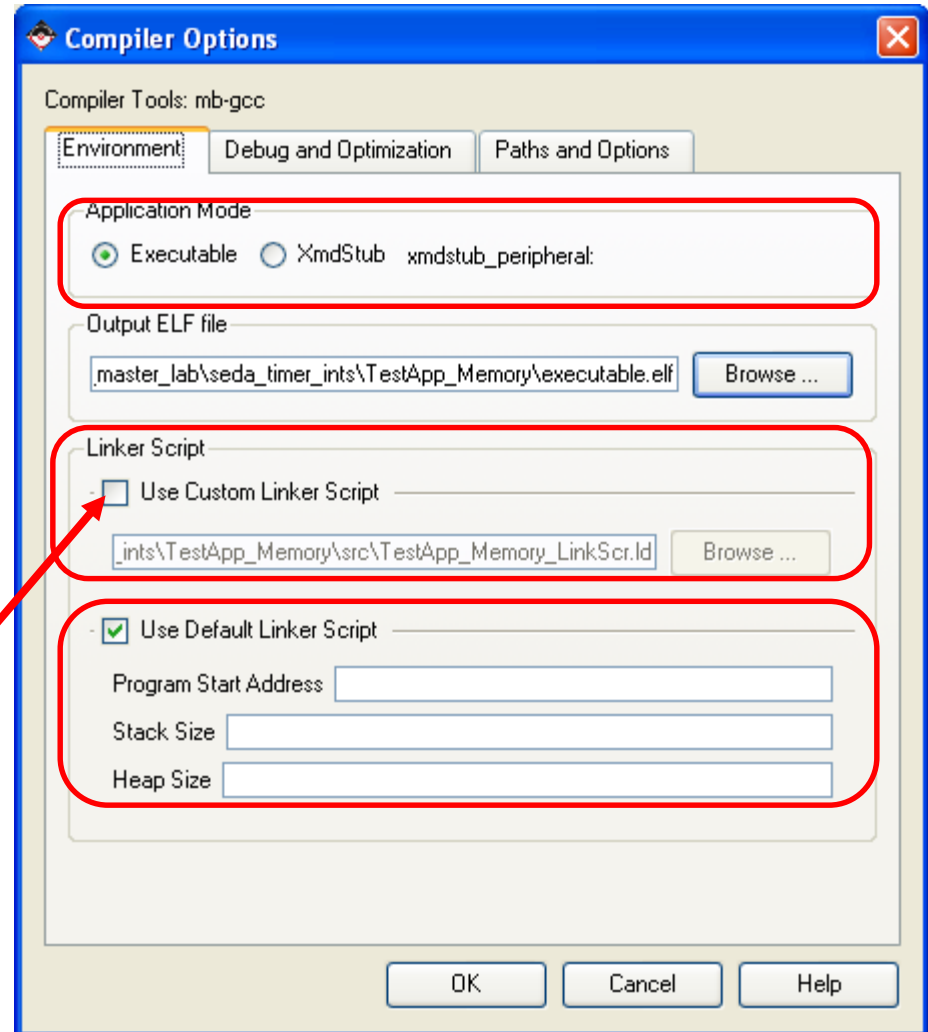 Compiler Options
Compiler Tools: mb-gcc
Environment Debug and Optimization Paths and Options
Application Mode
Executable XmdStub xmdstub_peripheral:
Output ELF file
_master_lab\seda_timer_ints\TestApp_Memory\executable.elf Browse ...
Linker Script
Use Custom Linker Script
_ints\TestApp_Memory\src\TestApp_Memory_LinkScr.ld Browse ...
Use Default Linker Script
Program Start Address
Stack Size
Heap Size
OK Cancel Help